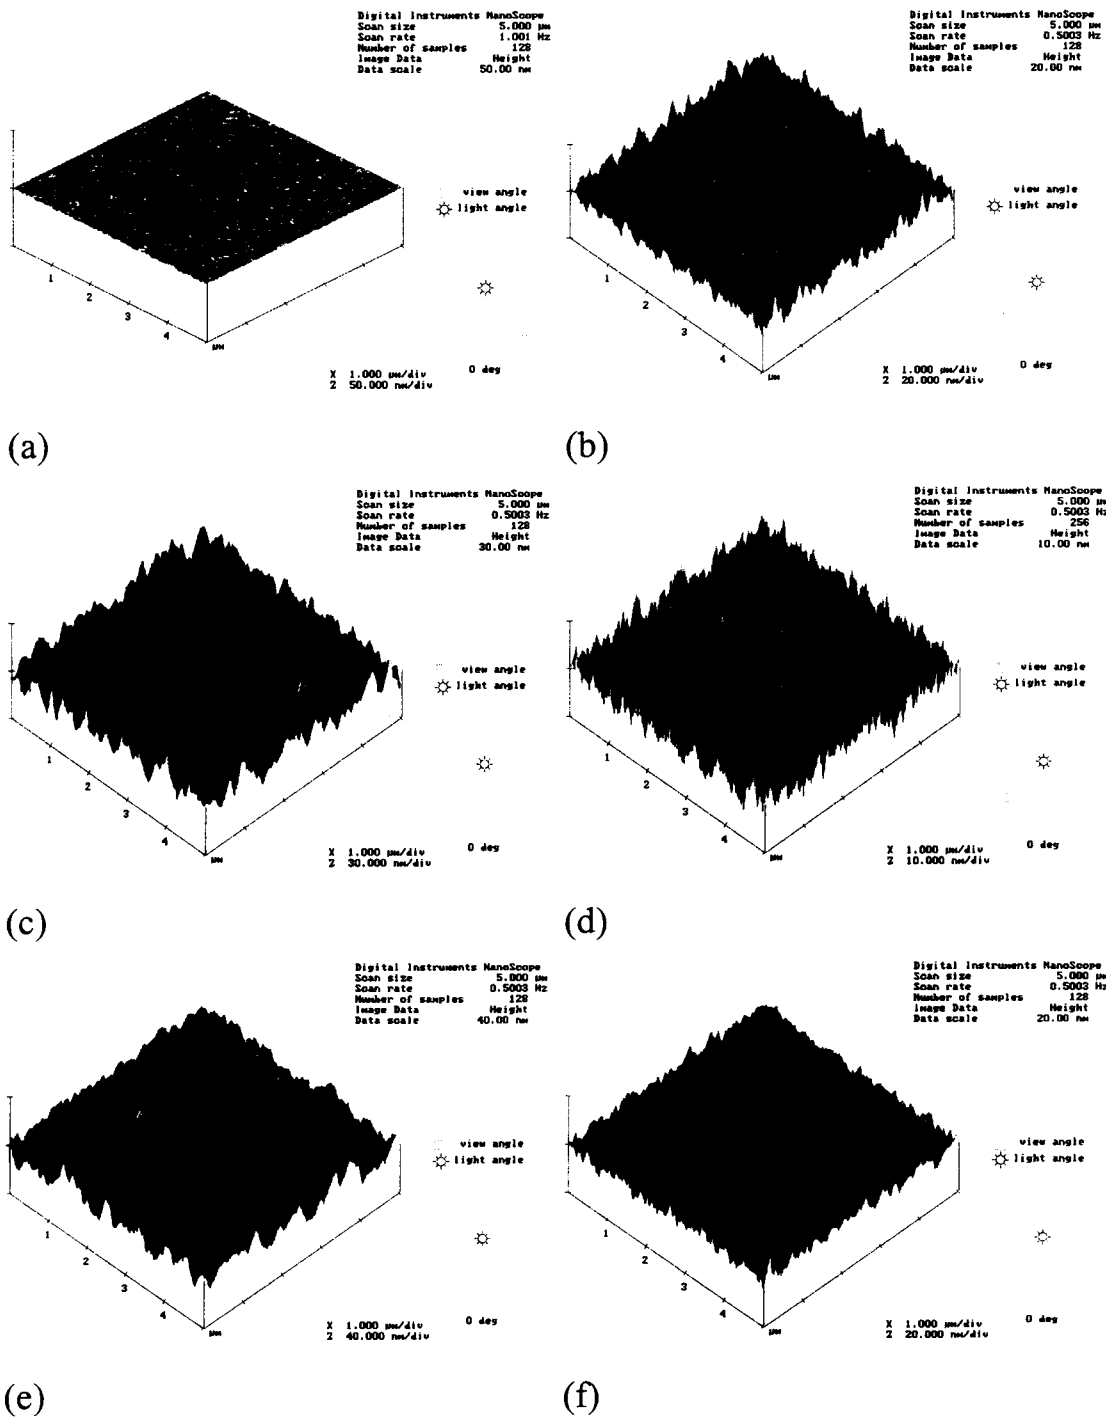 Digital Instruments NanoScope
Scan size 5.000 µm
Scan rate 1.001 Hz
Number of samples 128
Image Data Height
Data scale 50.00 nm
view angle
light angle
1
2
3
4
µm
X 1.000 µm/div
Z 50.000 nm/div
0 deg
(a)
Digital Instruments NanoScope
Scan size 5.000 µm
Scan rate 0.5003 Hz
Number of samples 128
Image Data Height
Data scale 20.00 nm
view angle
light angle
1
2
3
4
µm
X 1.000 µm/div
Z 20.000 nm/div
0 deg
(b)
Digital Instruments NanoScope
Scan size 5.000 µm
Scan rate 0.5003 Hz
Number of samples 128
Image Data Height
Data scale 30.00 nm
view angle
light angle
1
2
3
4
µm
X 1.000 µm/div
Z 30.000 nm/div
0 deg
(c)
Digital Instruments NanoScope
Scan size 5.000 µm
Scan rate 0.5003 Hz
Number of samples 256
Image Data Height
Data scale 10.00 nm
view angle
light angle
1
2
3
4
µm
X 1.000 µm/div
Z 10.000 nm/div
0 deg
(d)
Digital Instruments NanoScope
Scan size 5.000 µm
Scan rate 0.5003 Hz
Number of samples 128
Image Data Height
Data scale 40.00 nm
view angle
light angle
1
2
3
4
µm
X 1.000 µm/div
Z 40.000 nm/div
0 deg
(e)
Digital Instruments NanoScope
Scan size 5.000 µm
Scan rate 0.5003 Hz
Number of samples 128
Image Data Height
Data scale 20.00 nm
view angle
light angle
1
2
3
4
µm
X 1.000 µm/div
Z 20.000 nm/div
0 deg
(f)